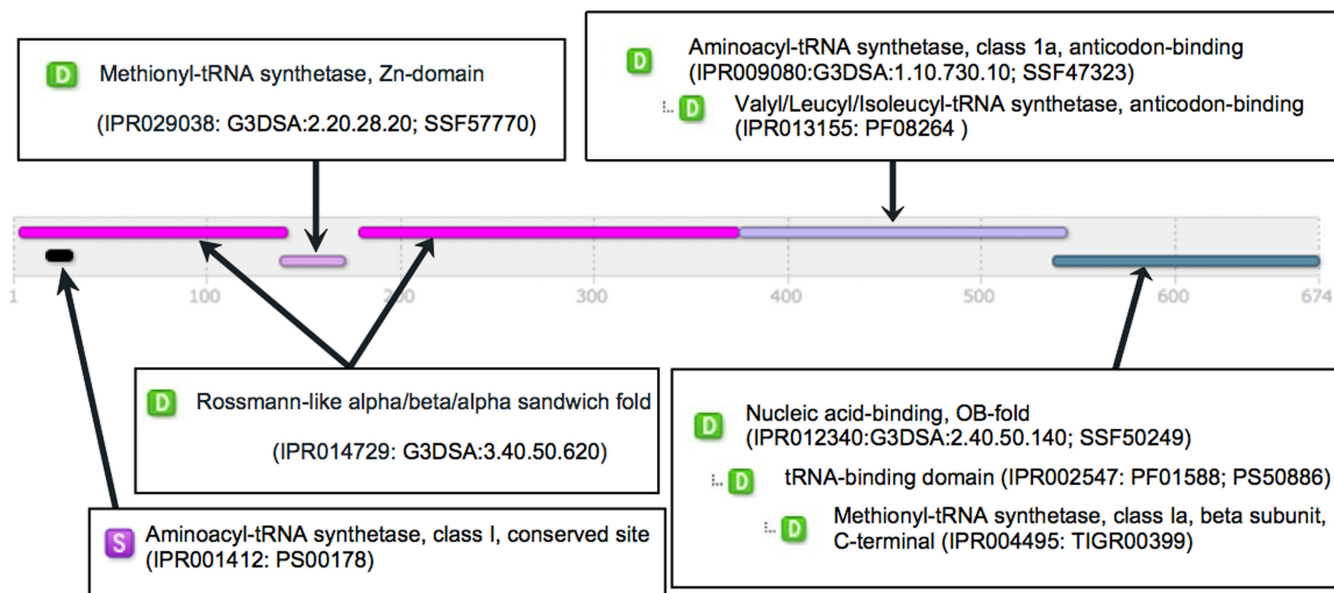 D Methionyl-tRNA synthetase, Zn-domain
(IPR029038: G3DSA:2.20.28.20; SSF57770)
D Aminoacyl-tRNA synthetase, class 1a, anticodon-binding
(IPR009080:G3DSA:1.10.730.10; SSF47323)
D Valyl/Leucyl/Isoleucyl-tRNA synthetase, anticodon-binding
(IPR013155: PF08264 )
1 100 200 300 400 500 600 674
D Rossmann-like alpha/beta/alpha sandwich fold
(IPR014729: G3DSA:3.40.50.620)
S Aminoacyl-tRNA synthetase, class I, conserved site
(IPR001412: PS00178)
D Nucleic acid-binding, OB-fold
(IPR012340:G3DSA:2.40.50.140; SSF50249)
D tRNA-binding domain (IPR002547: PF01588; PS50886)
D Methionyl-tRNA synthetase, class Ia, beta subunit,
C-terminal (IPR004495: TIGR00399)